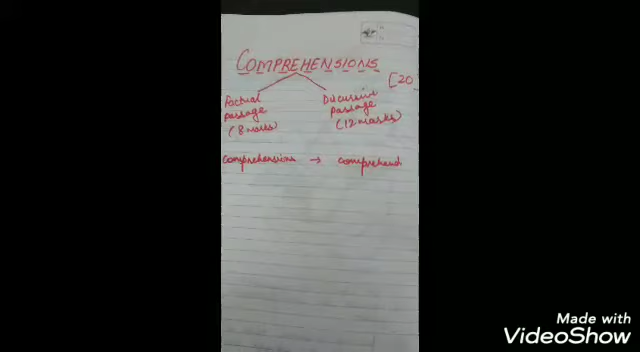 COMPREHENSIONS
[20
Factual
passage
(8 marks)
Discursive
passage
(12 marks)
Comprehensions → comprehend
Made with
VideoShow